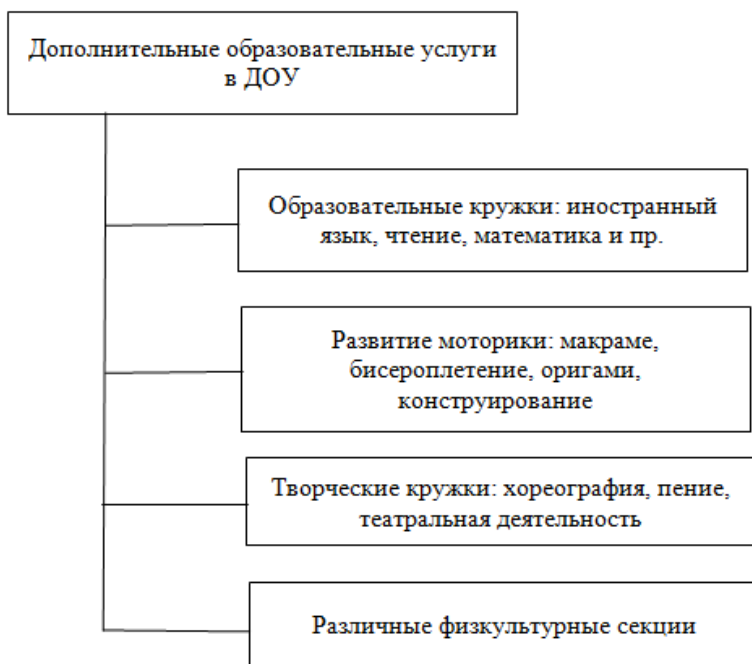 Дополнительные образовательные услуги
в ДОУ
Образовательные кружки: иностранный
язык, чтение, математика и пр.
Развитие моторики: макраме,
бисероплетение, оригами,
конструирование
Творческие кружки: хореография, пение,
театральная деятельность
Различные физкультурные секции